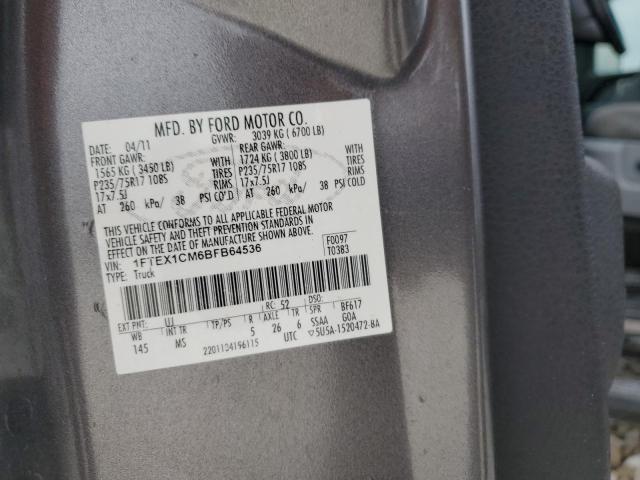 MFD. BY FORD MOTOR CO.
DATE: 04/11 GVWR: 3039 KG (6700 LB)
FRONT GAWR: REAR GAWR:
1565 KG (3450 LB) WITH 1724 KG (3800 LB) WITH
P235/75R17 108S TIRES P235/75R17 108S TIRES
17x7.5J RIMS 17x7.5J RIMS
AT 260 kPa/ 38 PSI COLD AT 260 kPa/ 38 PSI COLD
THIS VEHICLE CONFORMS TO ALL APPLICABLE FEDERAL MOTOR
VEHICLE SAFETY AND THEFT PREVENTION STANDARDS IN
EFFECT ON THE DATE OF MANUFACTURE SHOWN ABOVE.
VIN: 1FTEX1CM6BFB64536 F0097
TYPE: Truck T0383
EXT PNT: UJ RC: 52 DSO:
WB INT TR TP/PS R AXLE TR SPR BF617
145 MS 5 26 6 SSAA GOA
2201104196115 UTC ▽5U5A-1520472-BA